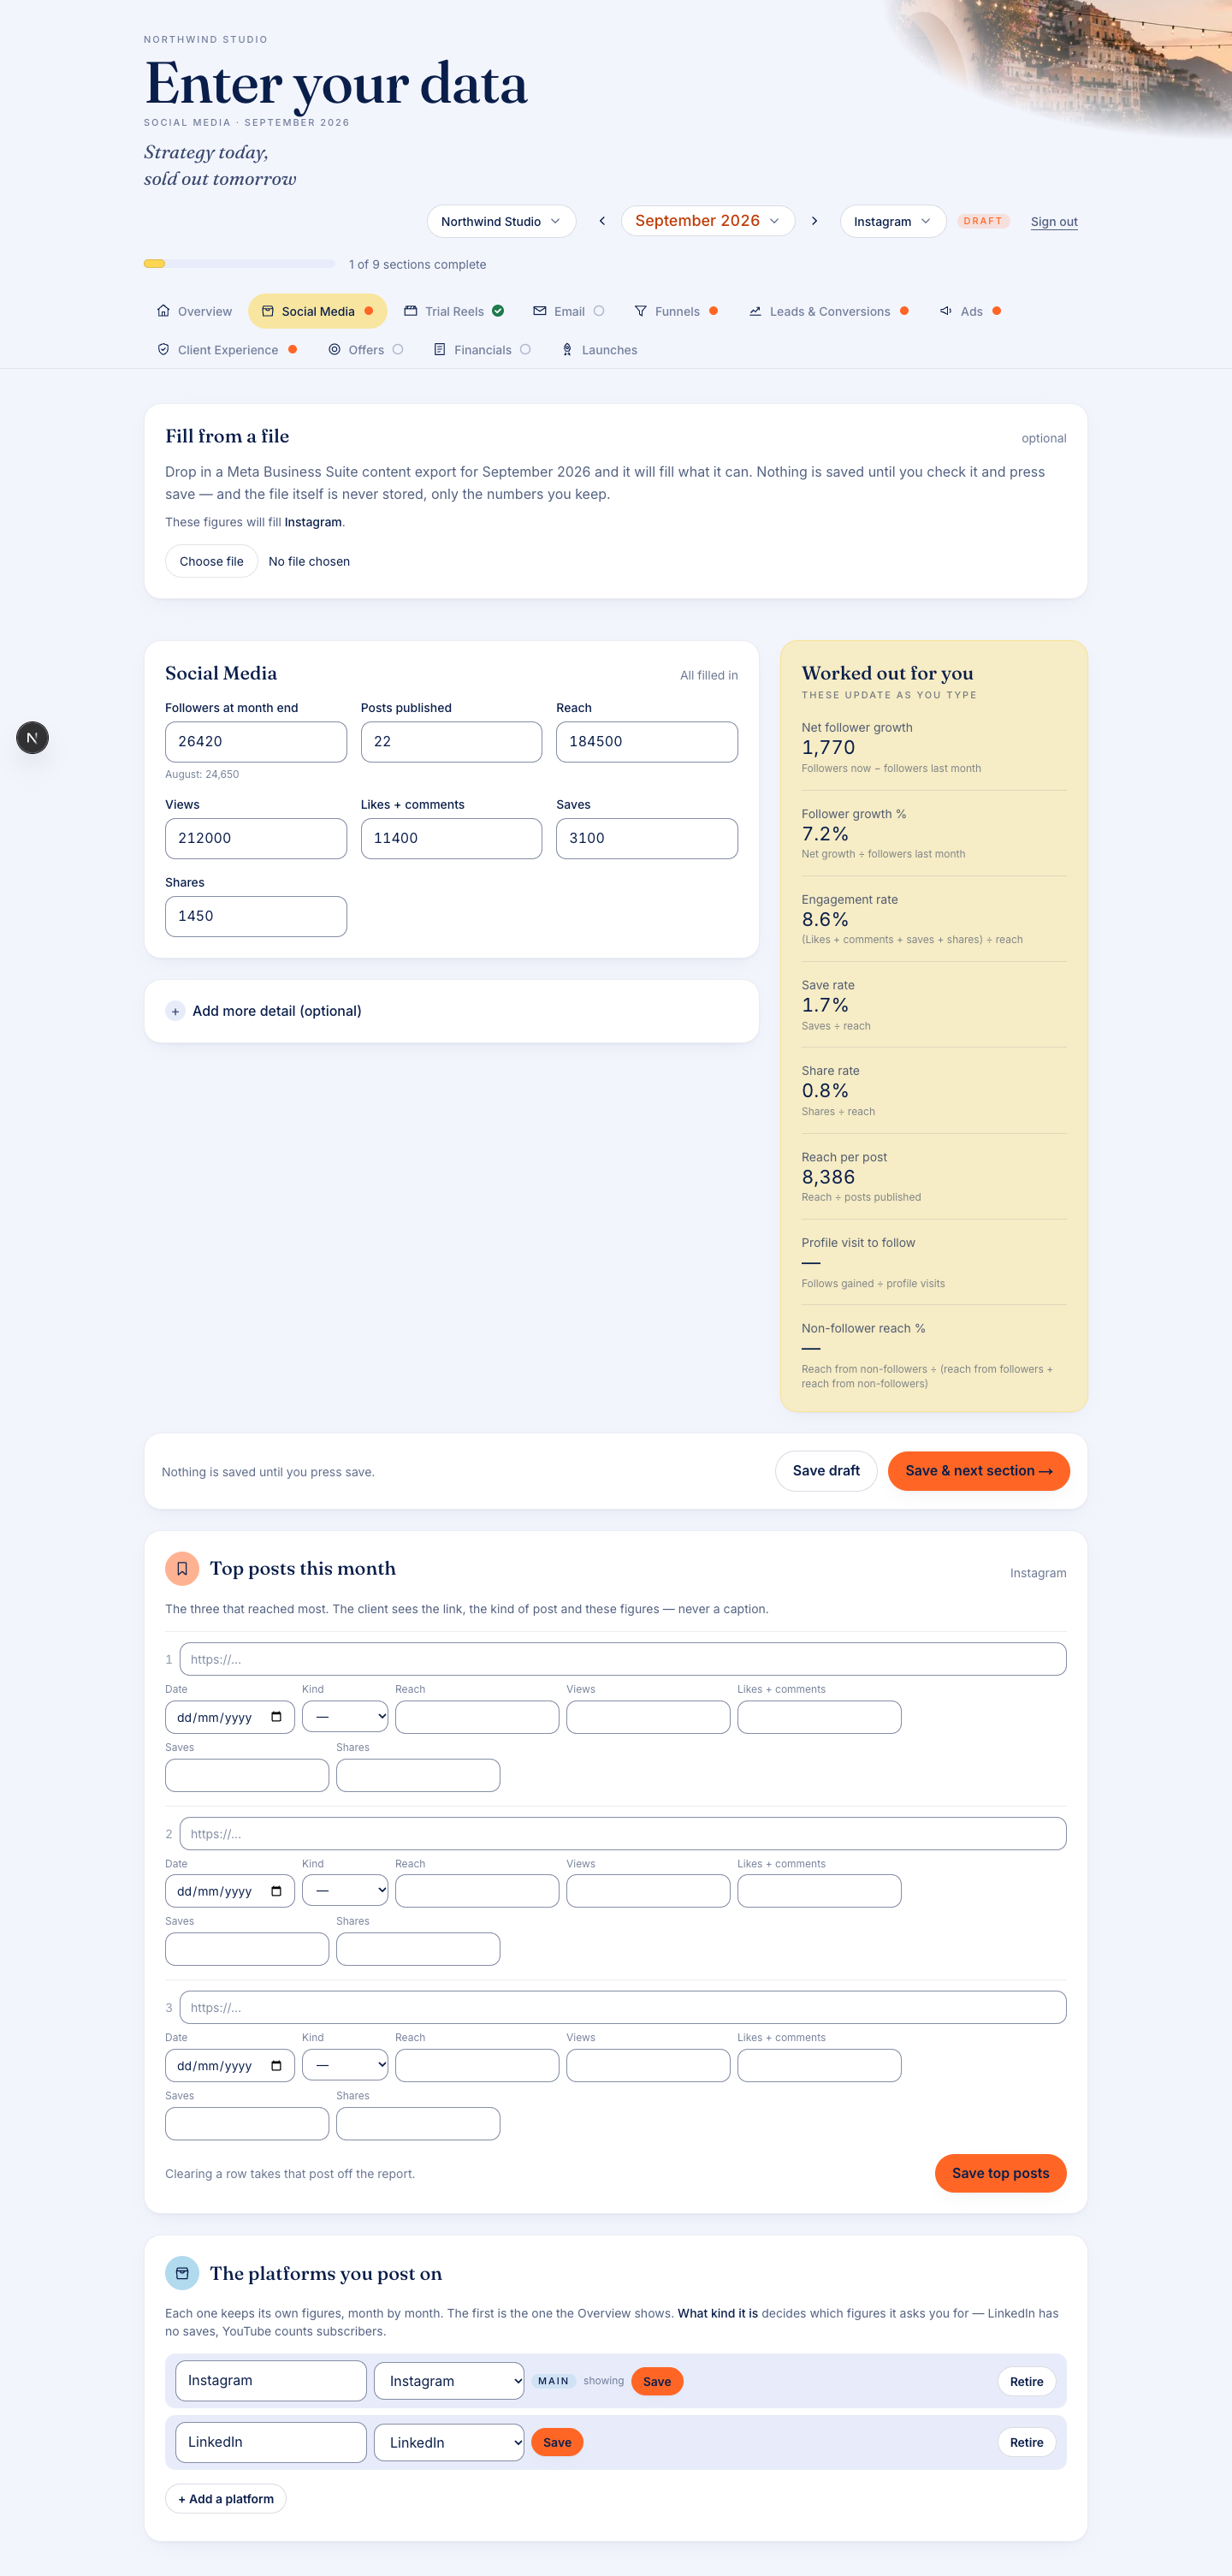 NORTHWIND STUDIO
Enter your data
SOCIAL MEDIA · SEPTEMBER 2026
Strategy today,
sold out tomorrow
Northwind Studio
September 2026
Instagram
DRAFT
Sign out
1 of 9 sections complete
Overview
Social Media
Trial Reels
Email
Funnels
Leads & Conversions
Ads
Client Experience
Offers
Financials
Launches
Fill from a file
optional
Drop in a Meta Business Suite content export for September 2026 and it will fill what it can. Nothing is saved until you check it and press
save — and the file itself is never stored, only the numbers you keep.
These figures will fill Instagram.
Choose file
No file chosen
Social Media
All filled in
Followers at month end
Posts published
Reach
26420
22
184500
August: 24,650
Views
Likes + comments
Saves
212000
11400
3100
Shares
1450
+ Add more detail (optional)
Worked out for you
THESE UPDATE AS YOU TYPE
Net follower growth
1,770
Followers now − followers last month
Follower growth %
7.2%
Net growth ÷ followers last month
Engagement rate
8.6%
(Likes + comments + saves + shares) ÷ reach
Save rate
1.7%
Saves ÷ reach
Share rate
0.8%
Shares ÷ reach
Reach per post
8,386
Reach ÷ posts published
Profile visit to follow
—
Follows gained ÷ profile visits
Non-follower reach %
—
Reach from non-followers ÷ (reach from followers +
reach from non-followers)
N
Nothing is saved until you press save.
Save draft
Save & next section →
Top posts this month
Instagram
The three that reached most. The client sees the link, the kind of post and these figures — never a caption.
1 https://...
Date
Kind
Reach
Views
Likes + comments
dd/mm/yyyy
—
Saves
Shares
2 https://...
Date
Kind
Reach
Views
Likes + comments
dd/mm/yyyy
—
Saves
Shares
3 https://...
Date
Kind
Reach
Views
Likes + comments
dd/mm/yyyy
—
Saves
Shares
Clearing a row takes that post off the report.
Save top posts
The platforms you post on
Each one keeps its own figures, month by month. The first is the one the Overview shows. What kind it is decides which figures it asks you for — LinkedIn has
no saves, YouTube counts subscribers.
Instagram
Instagram
MAIN
showing
Save
Retire
LinkedIn
LinkedIn
Save
Retire
+ Add a platform